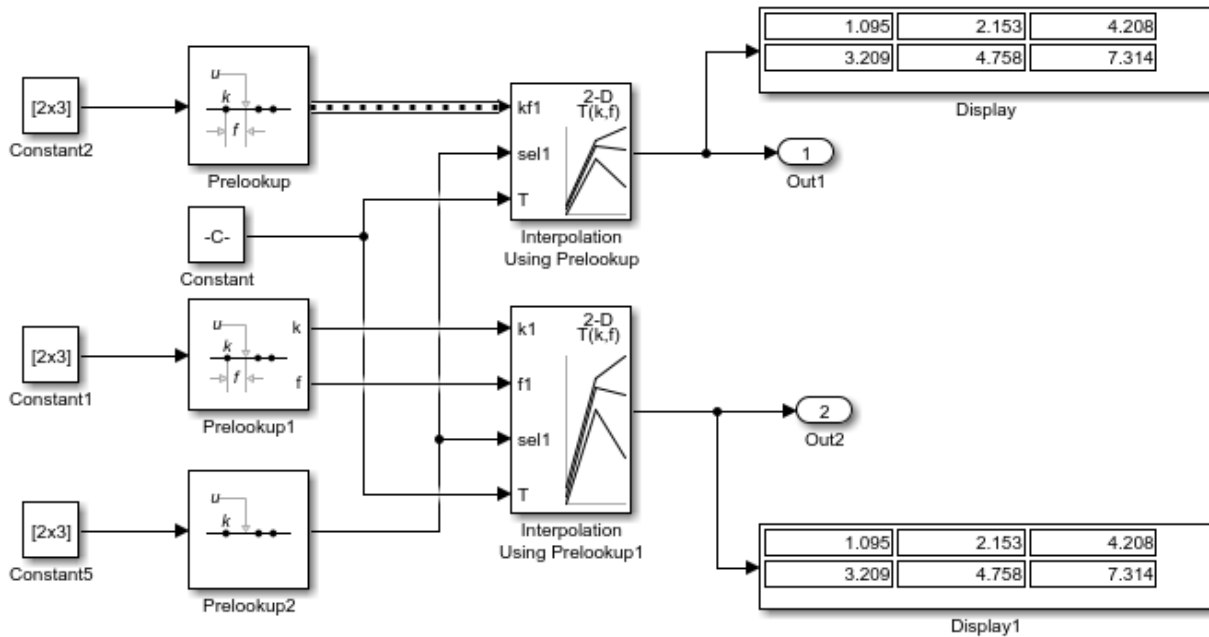 1.095 2.153 4.208
3.209 4.758 7.314
Display
[2x3]
Constant2
u
k
f
Prelookup
kf1
sel1
T
2-D
T(k,f)
Interpolation
Using Prelookup
1
Out1
-C-
Constant
[2x3]
Constant1
u
k
f
k
f
Prelookup1
k1
f1
sel1
T
2-D
T(k,f)
Interpolation
Using Prelookup1
2
Out2
[2x3]
Constant5
u
k
Prelookup2
1.095 2.153 4.208
3.209 4.758 7.314
Display1